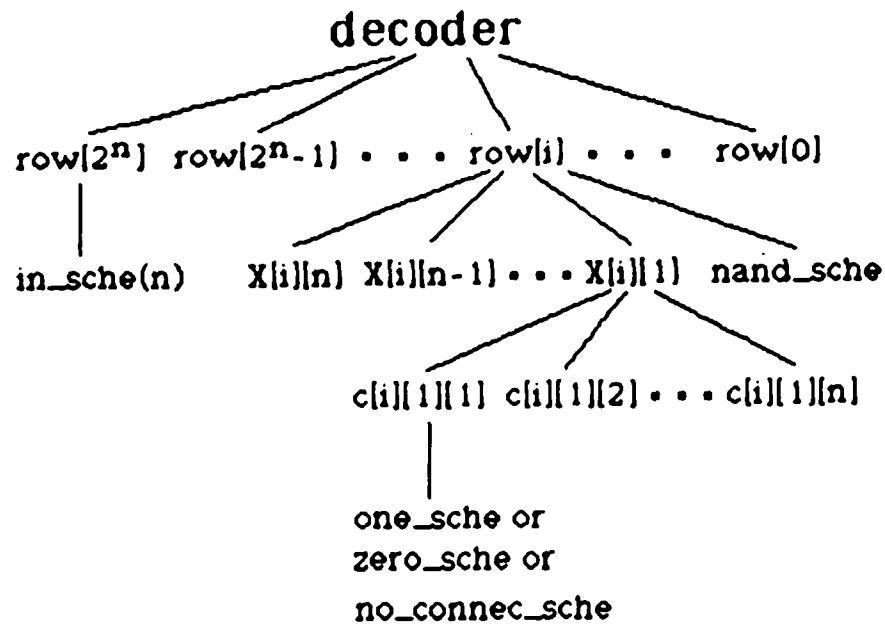 decoder
row[2ⁿ] row[2ⁿ-1] • • • row[i] • • • row[0]
in_sche(n) X[i][n] X[i][n-1] • • • X[i][1] nand_sche
c[i][1][1] c[i][1][2] • • • c[i][1][n]
one_sche or
zero_sche or
no_connec_sche